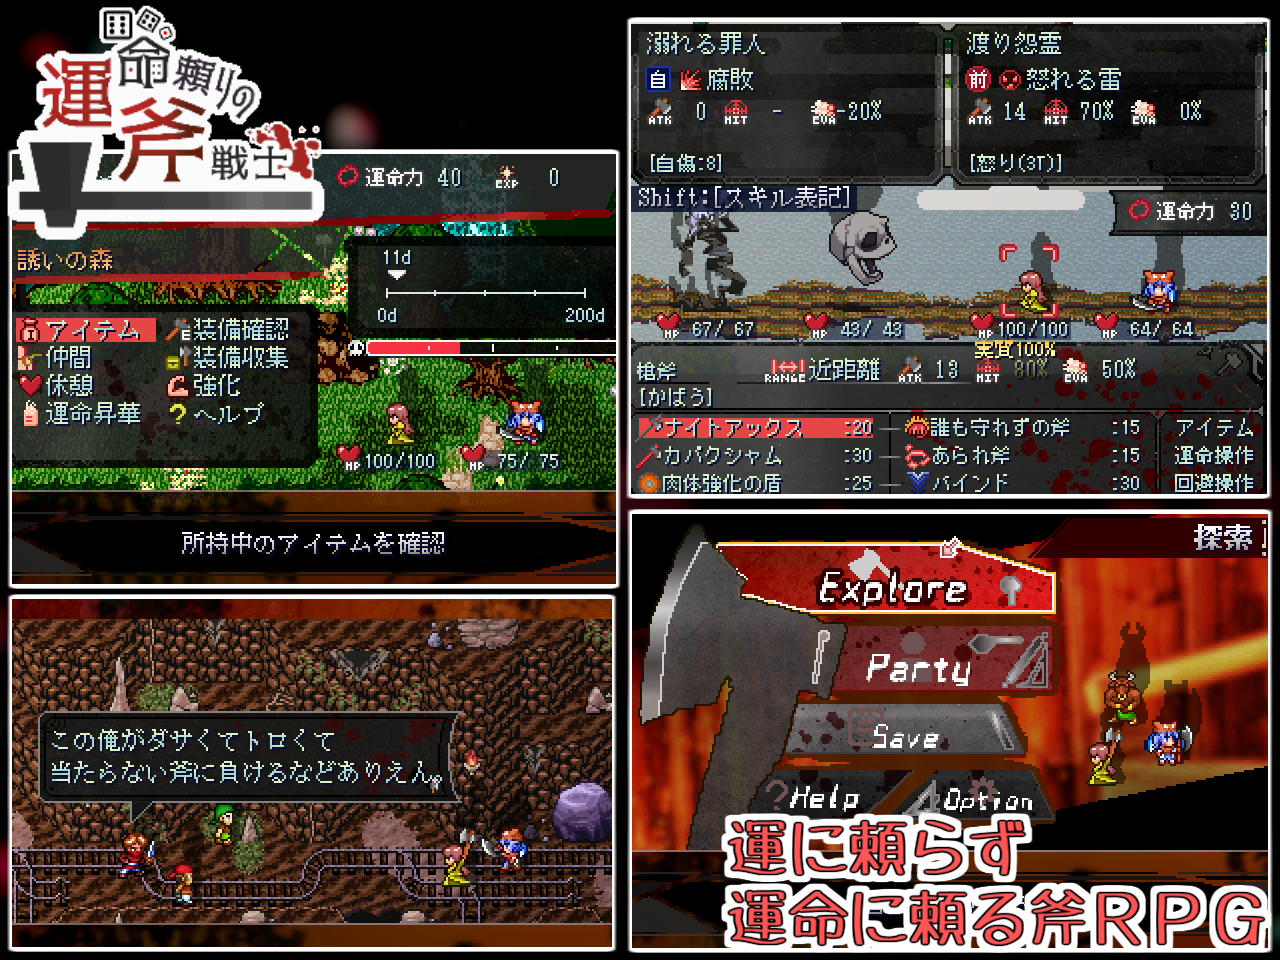 運命頼りの
斧戦士
運命力 40 EXP 0
誘いの森
11d
0d 200d
アイテム 装備確認
仲間 装備収集
休憩 強化
運命昇華 ヘルプ
HP 100/100 HP 75/ 75
所持中のアイテムを確認
溺れる罪人
自 腐敗
ATK 0 HIT - EVA -20%
[自傷:8]
渡り怨霊
前 怒れる雷
ATK 14 HIT 70% EVA 0%
[怒り(3T)]
Shift:[スキル表記]
運命力 30
HP 67/ 67 HP 43/ 43 HP 100/100 HP 64/ 64
実質100%
槍斧 RANGE 近距離 ATK 13 HIT 80% EVA 50%
[かばう]
ナイトアックス :20 誰も守れずの斧 :15 アイテム
カバクシャム :30 あられ斧 :15 運命操作
肉体強化の盾 :25 バインド :30 回避操作
この俺がダサくてトロくて
当たらない斧に負けるなどありえん。
探索
Explore
Party
Save
Help Option
運に頼らず
運命に頼る斧RPG